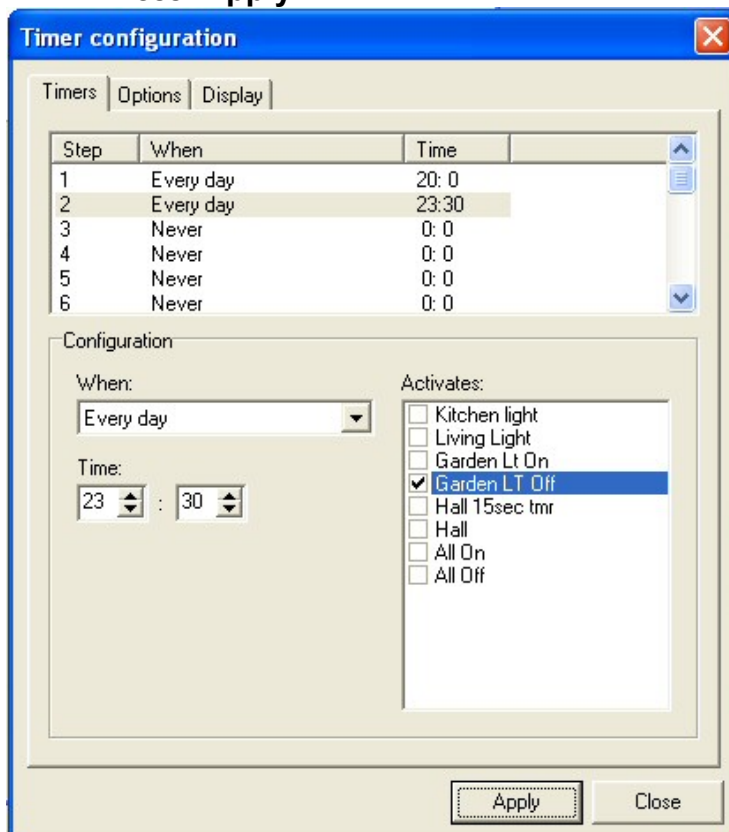 Apply
Timer configuration
Timers Options Display
Step When Time
1 Every day 20: 0
2 Every day 23:30
3 Never 0: 0
4 Never 0: 0
5 Never 0: 0
6 Never 0: 0
Configuration
When:
Every day
Time:
23 : 30
Activates:
Kitchen light
Living Light
Garden Lt On
Garden LT Off
Hall 15sec tmr
Hall
All On
All Off
Apply Close